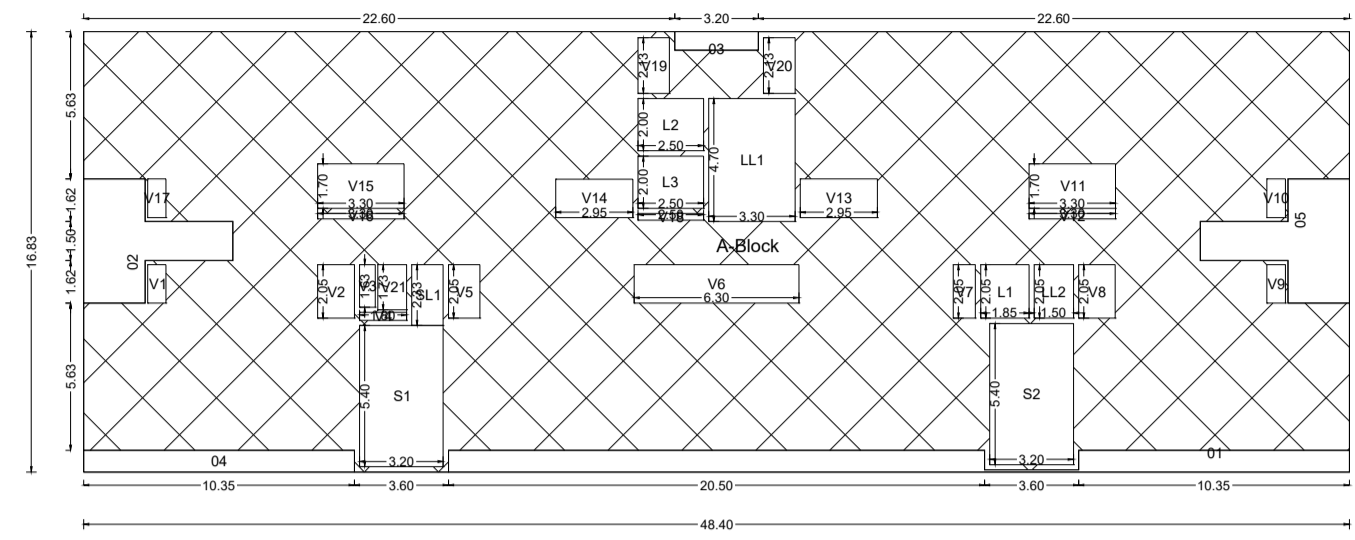 22.60 3.20 22.60
03
V19 2.13
V20 2.13
5.63
16.83
L2 2.00 2.50
LL1 4.70 3.30
L3 2.00 2.50
V15 1.70 3.30
V14 2.95
V13 2.95
V11 1.70 3.30
V17
V10
1.62
1.50
1.62
02
05
A-Block
V1
V2 2.05
V21
SL1
V5 2.05
V6 6.30
V7 2.05
L1 2.05 1.85
L2 2.05 1.50
V8 2.05
V9
5.63
S1 5.40 3.20
S2 5.40 3.20
04
01
10.35 3.60 20.50 3.60 10.35
48.40